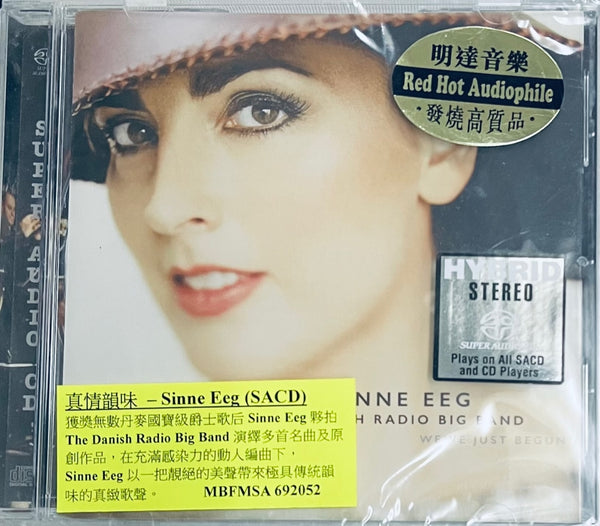 明達音樂
Red Hot Audiophile
·發燒高質品·
SUPER AUDIO CD
HYBRID
STEREO
SUPER AUDIO CD
Plays on All SACD
and CD Players
NNE EEG
H RADIO BIG BAND
WE'VE JUST BEGUN
真情韻味 – Sinne Eeg (SACD)
獲獎無數丹麥國寶級爵士歌后 Sinne Eeg 夥拍
The Danish Radio Big Band 演繹多首名曲及原
創作品，在充滿感染力的動人編曲下，
Sinne Eeg 以一把靚絕的美聲帶來極具傳統韻
味的真緻歌聲。 MBFMSA 692052